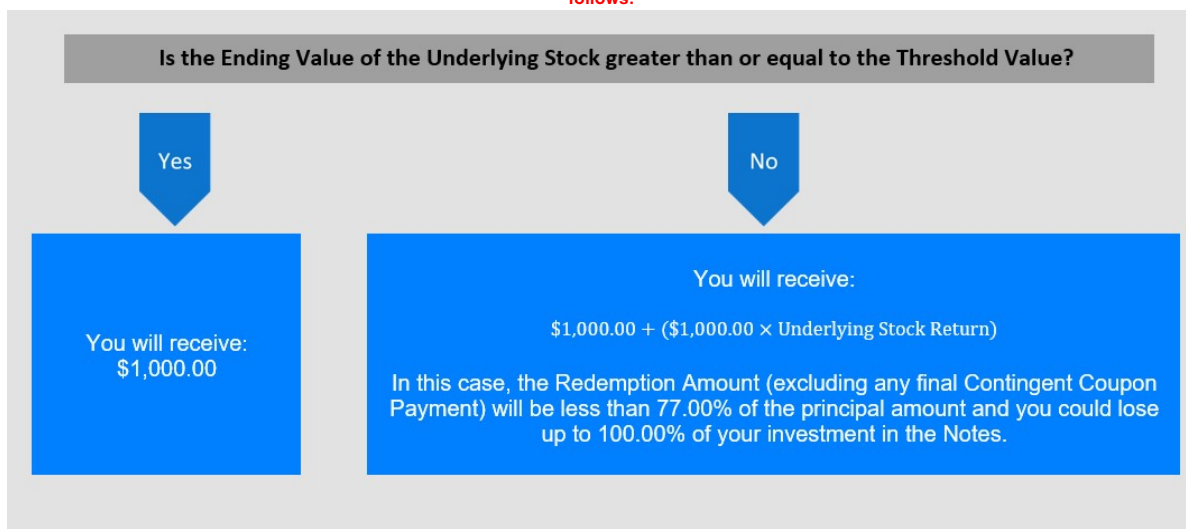 follows:
Is the Ending Value of the Underlying Stock greater than or equal to the Threshold Value?
Yes
No
You will receive:
$1,000.00
You will receive:
$1,000.00 + ($1,000.00 × Underlying Stock Return)
In this case, the Redemption Amount (excluding any final Contingent Coupon
Payment) will be less than 77.00% of the principal amount and you could lose
up to 100.00% of your investment in the Notes.